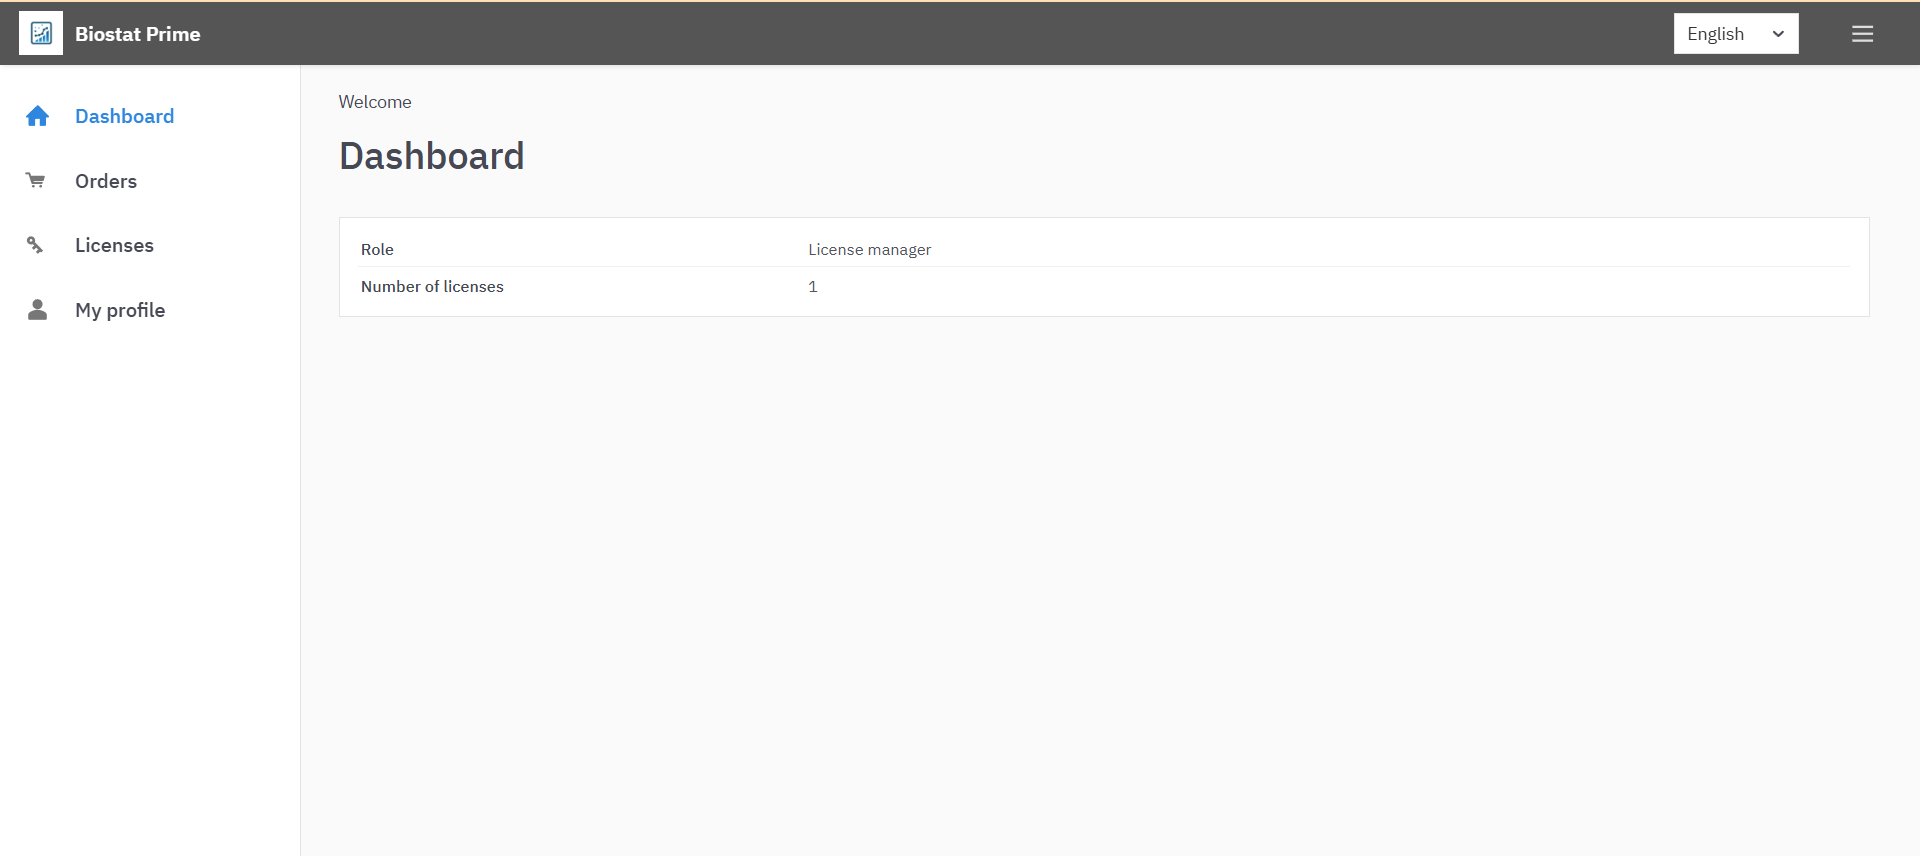 Biostat Prime
English
Dashboard
Orders
Licenses
My profile
Welcome
Dashboard
Role License manager
Number of licenses 1